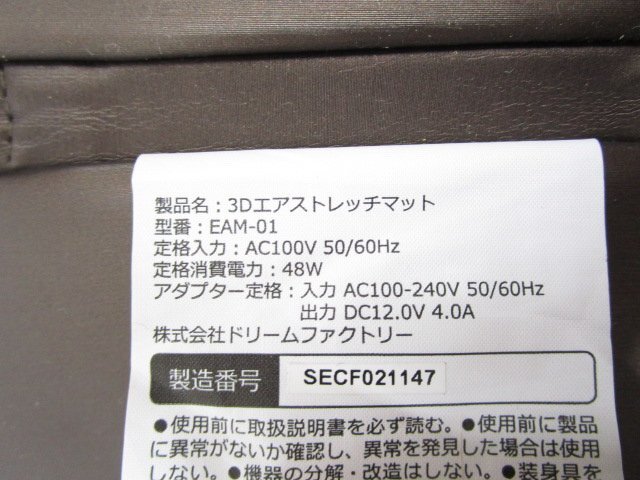 製品名：3Dエアストレッチマット
型番：EAM-01
定格入力：AC100V 50/60Hz
定格消費電力：48W
アダプター定格：入力 AC100-240V 50/60Hz
出力 DC12.0V 4.0A
株式会社ドリームファクトリー
製造番号 SECF021147
●使用前に取扱説明書を必ず読む。●使用前に製品
に異常がないか確認し、異常を発見した場合は使用
しない。●機器の分解・改造はしない。●装身具を